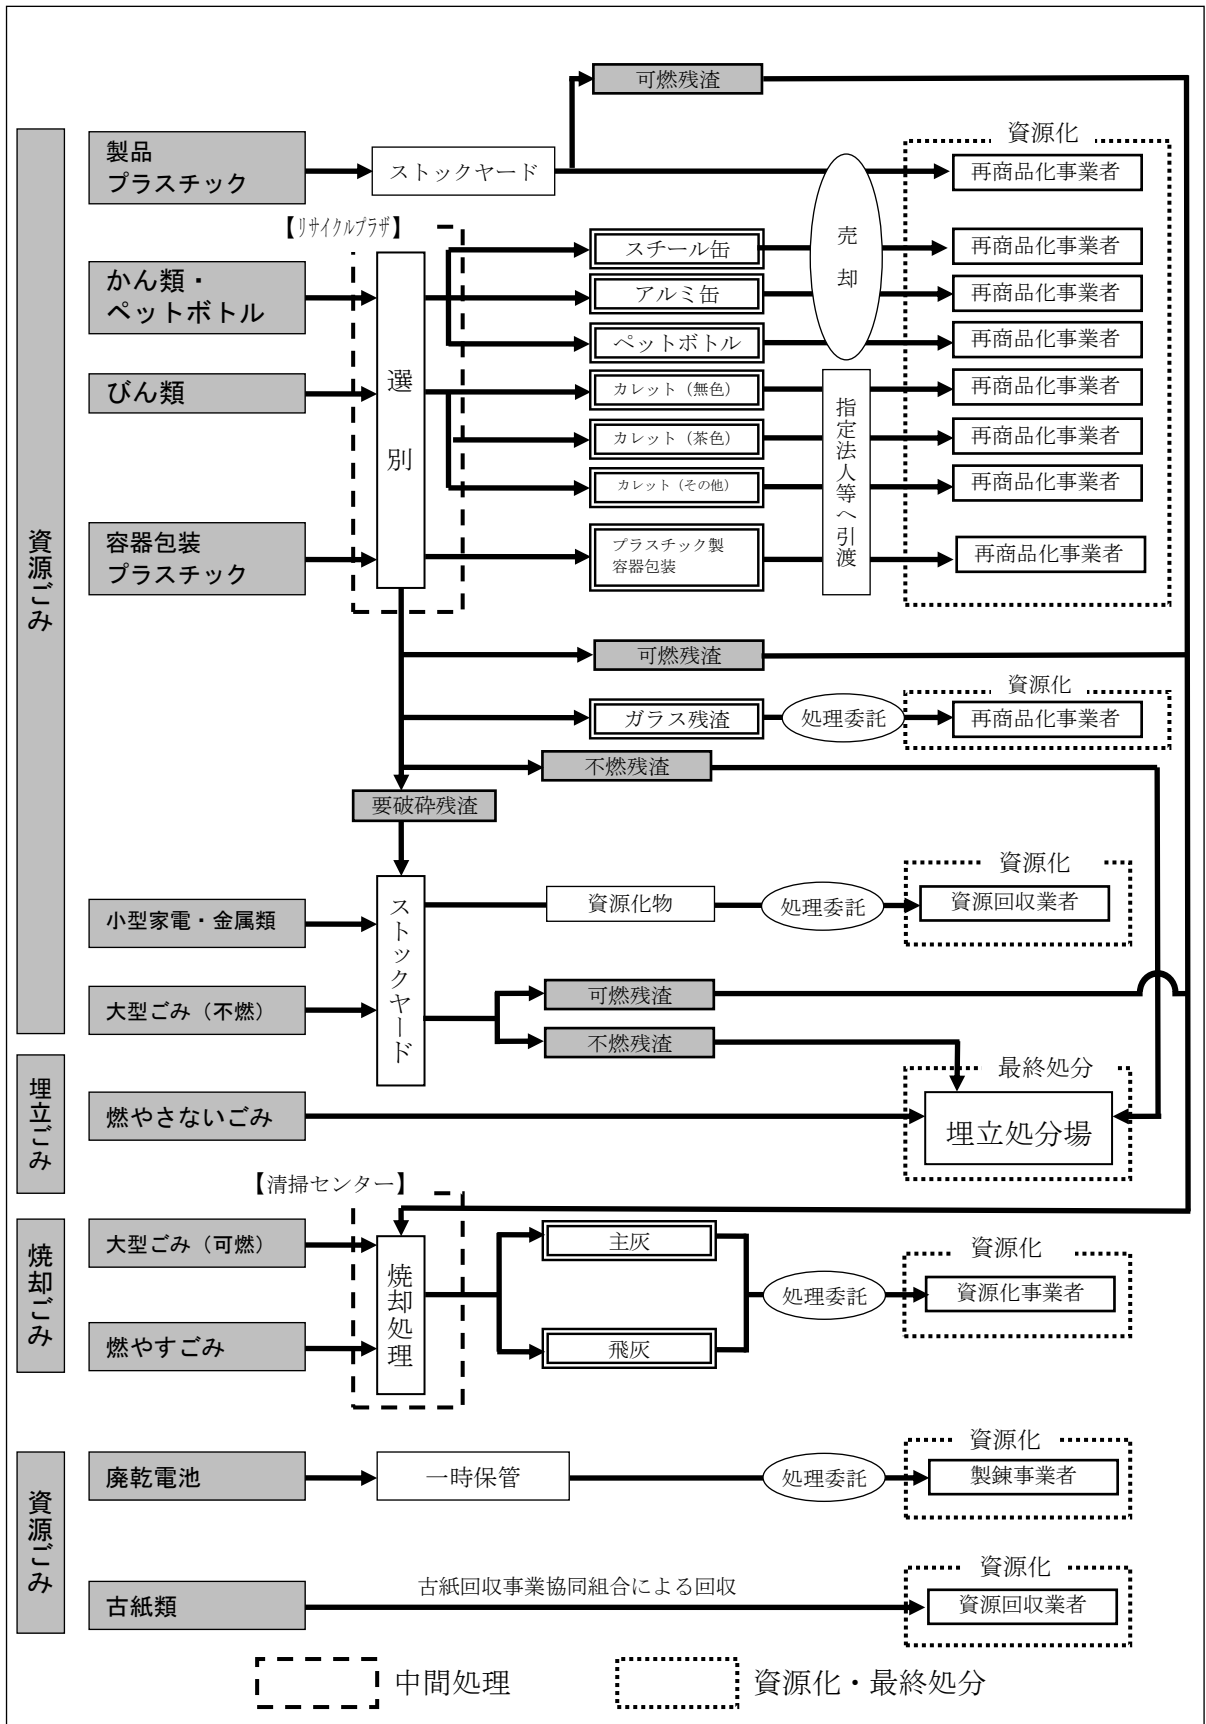 可燃残渣
資源ごみ
製品
プラスチック
ストックヤード
資源化
再商品化事業者
【リサイクルプラザ】
かん類・
ペットボトル
びん類
容器包装
プラスチック
選別
スチール缶
アルミ缶
ペットボトル
カレット（無色）
カレット（茶色）
カレット（その他）
プラスチック製
容器包装
売却
指定法人等へ引渡
再商品化事業者
再商品化事業者
再商品化事業者
再商品化事業者
再商品化事業者
再商品化事業者
再商品化事業者
可燃残渣
ガラス残渣
処理委託
資源化
再商品化事業者
不燃残渣
要破砕残渣
小型家電・金属類
大型ごみ（不燃）
ストックヤード
資源化物
処理委託
資源化
資源回収業者
可燃残渣
不燃残渣
埋立ごみ
燃やさないごみ
最終処分
埋立処分場
【清掃センター】
焼却ごみ
大型ごみ（可燃）
燃やすごみ
焼却処理
主灰
飛灰
処理委託
資源化
資源化事業者
資源ごみ
廃乾電池
一時保管
処理委託
資源化
製錬事業者
古紙類
古紙回収事業協同組合による回収
資源化
資源回収業者
中間処理
資源化・最終処分